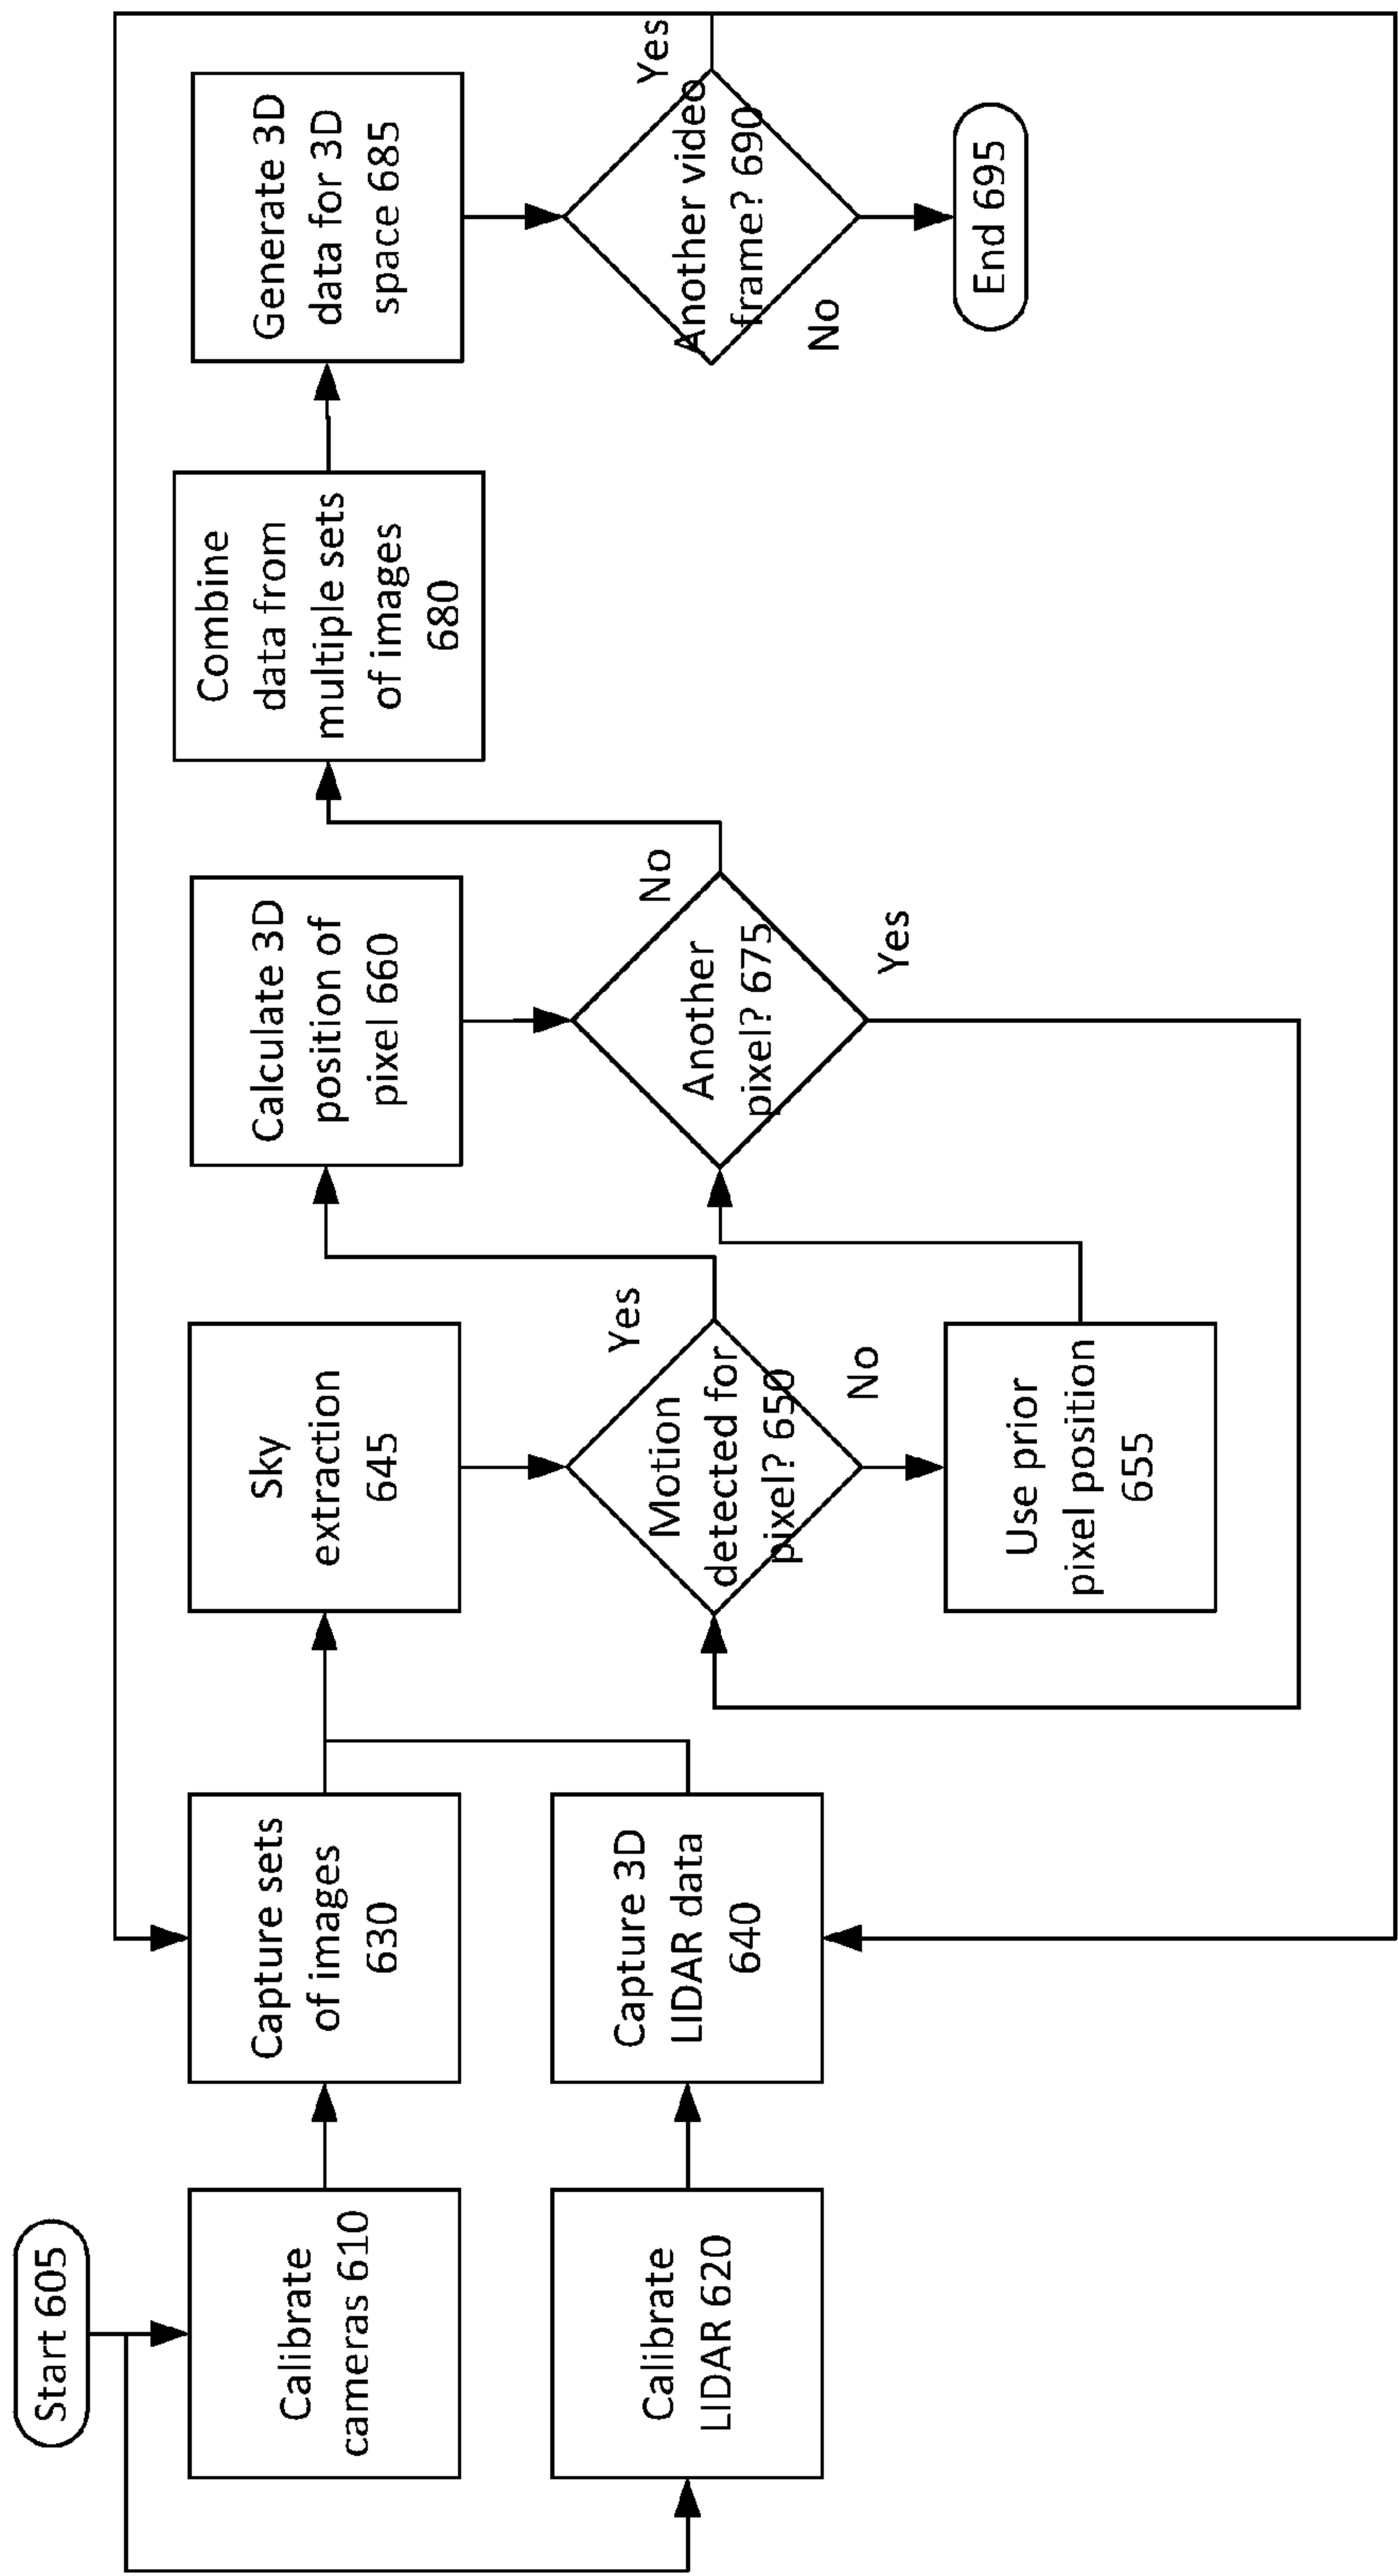 Start 605
Calibrate
cameras 610
Calibrate
LIDAR 620
Capture sets
of images
630
Capture 3D
LIDAR data
640
Sky
extraction
645
Motion
detected for
pixel? 650
Yes
No
Use prior
pixel position
655
Calculate 3D
position of
pixel 660
Another
pixel? 675
No
Yes
Combine
data from
multiple sets
of images
680
Generate 3D
data for 3D
space 685
Another video
frame? 690
Yes
No
End 695